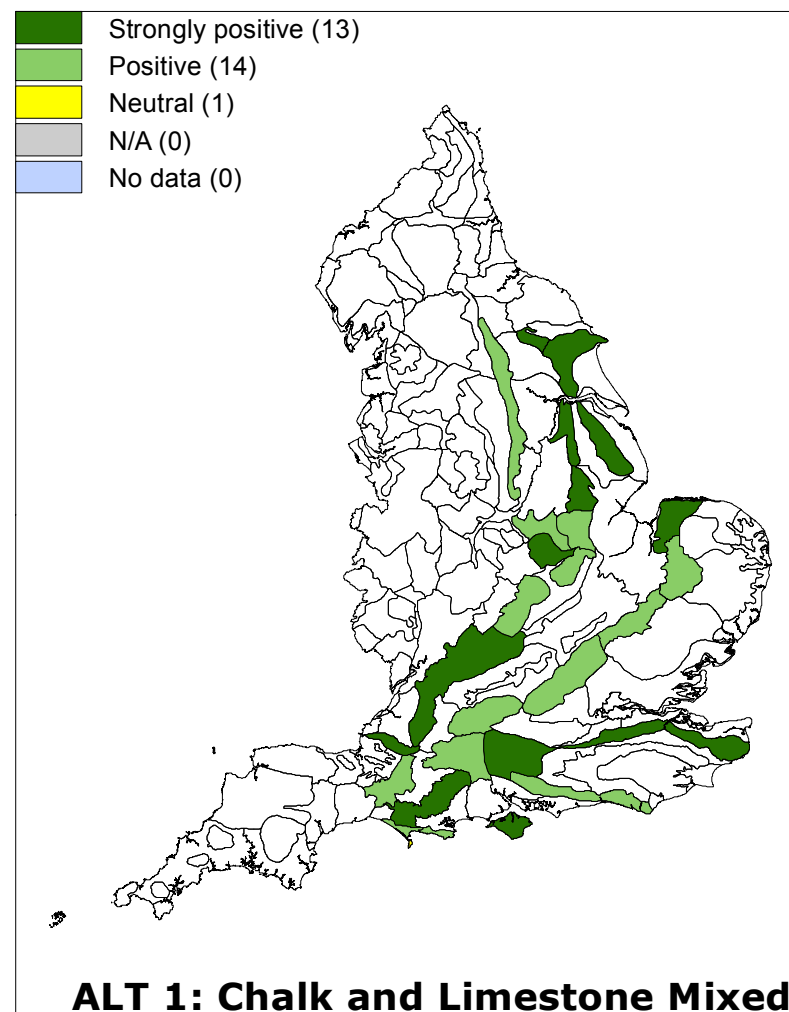 Strongly positive (13)
Positive (14)
Neutral (1)
N/A (0)
No data (0)
ALT 1: Chalk and Limestone Mixed